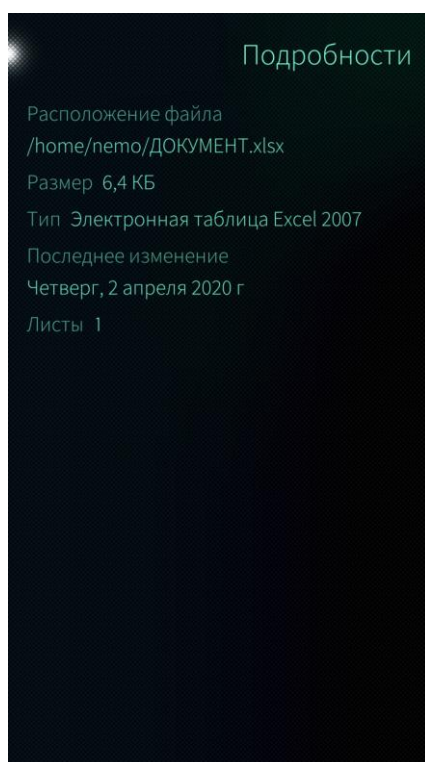 Подробности
Расположение файла
/home/nemo/ДОКУМЕНТ.xlsx
Размер 6,4 КБ
Тип Электронная таблица Excel 2007
Последнее изменение
Четверг, 2 апреля 2020 г
Листы 1